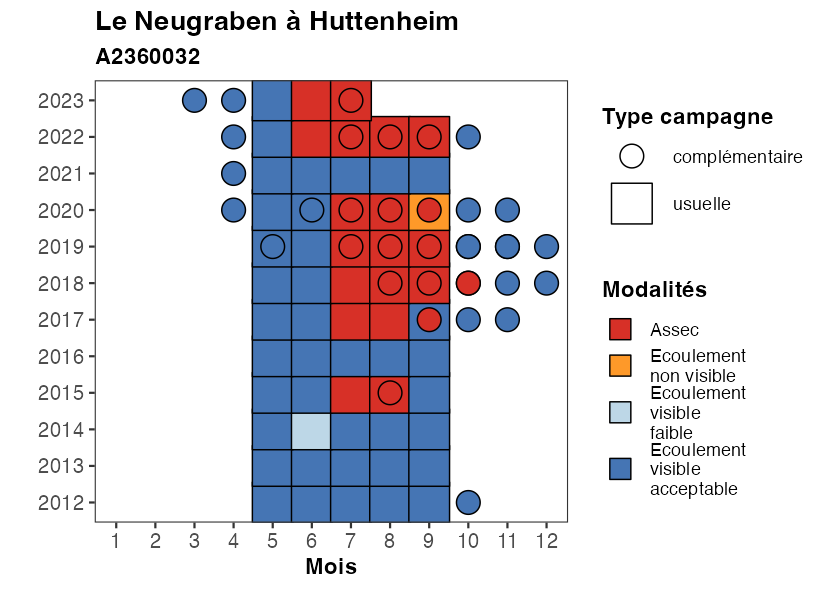 Le Neugraben à Huttenheim
A2360032
2023
2022
2021
2020
2019
2018
2017
2016
2015
2014
2013
2012
1 2 3 4 5 6 7 8 9 10 11 12
Mois
Type campagne
complémentaire
usuelle
Modalités
Assec
Ecoulement
non visible
Ecoulement
visible
faible
Ecoulement
visible
acceptable